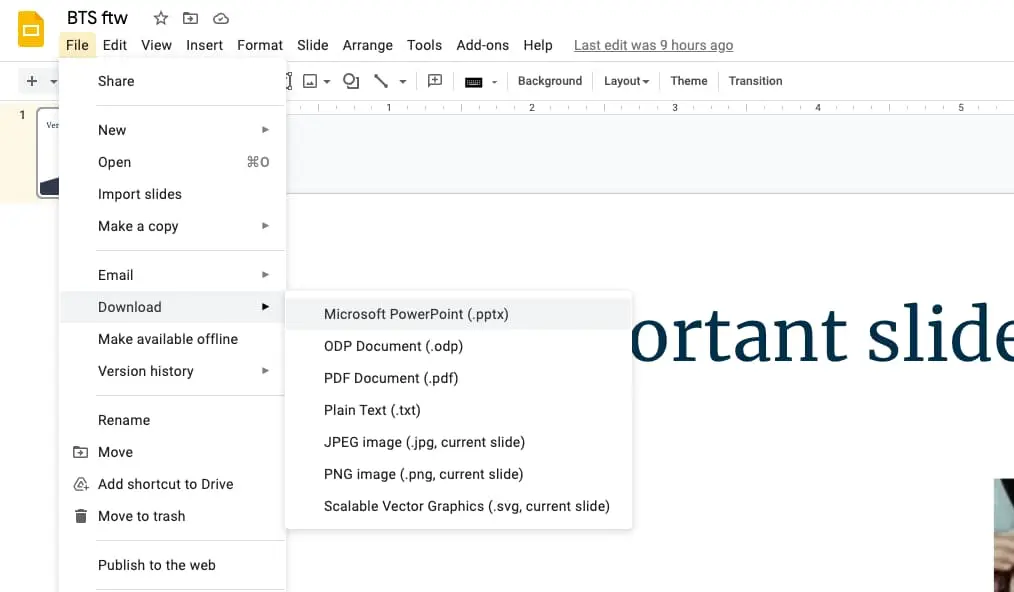 BTS ftw
File Edit View Insert Format Slide Arrange Tools Add-ons Help Last edit was 9 hours ago
Background Layout Theme Transition
1 2 3 4 5
1
Share
New
Open ⌘O
Import slides
Make a copy
Email
Download
Make available offline
Version history
Rename
Move
Add shortcut to Drive
Move to trash
Publish to the web
Microsoft PowerPoint (.pptx)
ODP Document (.odp)
PDF Document (.pdf)
Plain Text (.txt)
JPEG image (.jpg, current slide)
PNG image (.png, current slide)
Scalable Vector Graphics (.svg, current slide)
ortant slide